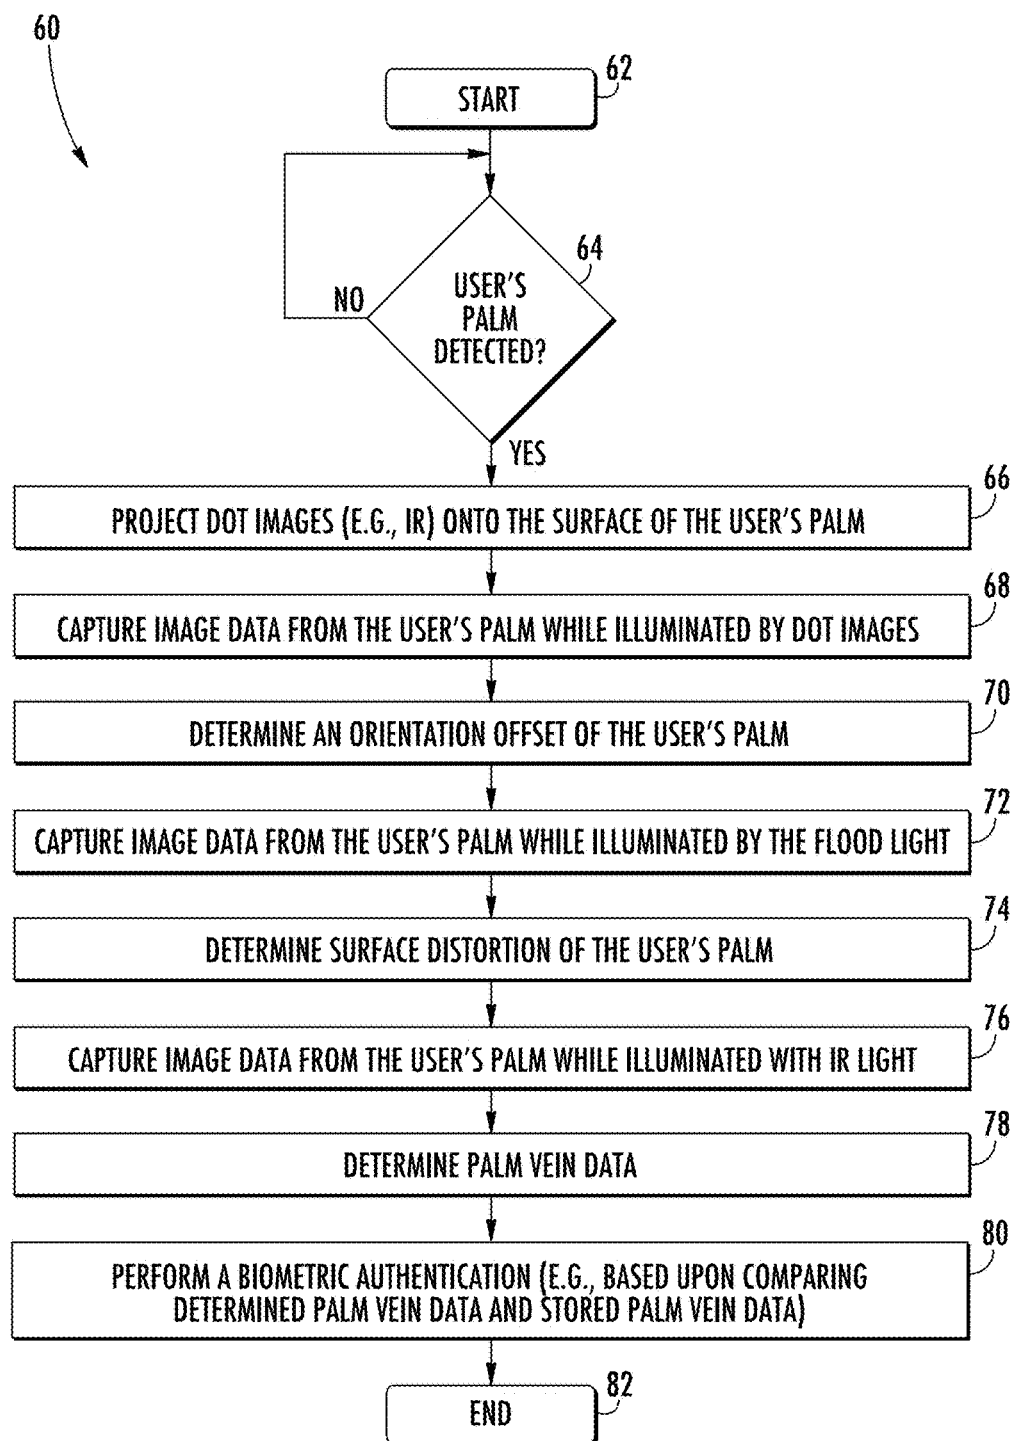 60
62
START
64
USER'S
PALM
DETECTED?
NO
YES
66
PROJECT DOT IMAGES (E.G., IR) ONTO THE SURFACE OF THE USER'S PALM
68
CAPTURE IMAGE DATA FROM THE USER'S PALM WHILE ILLUMINATED BY DOT IMAGES
70
DETERMINE AN ORIENTATION OFFSET OF THE USER'S PALM
72
CAPTURE IMAGE DATA FROM THE USER'S PALM WHILE ILLUMINATED BY THE FLOOD LIGHT
74
DETERMINE SURFACE DISTORTION OF THE USER'S PALM
76
CAPTURE IMAGE DATA FROM THE USER'S PALM WHILE ILLUMINATED WITH IR LIGHT
78
DETERMINE PALM VEIN DATA
80
PERFORM A BIOMETRIC AUTHENTICATION (E.G., BASED UPON COMPARING
DETERMINED PALM VEIN DATA AND STORED PALM VEIN DATA)
82
END